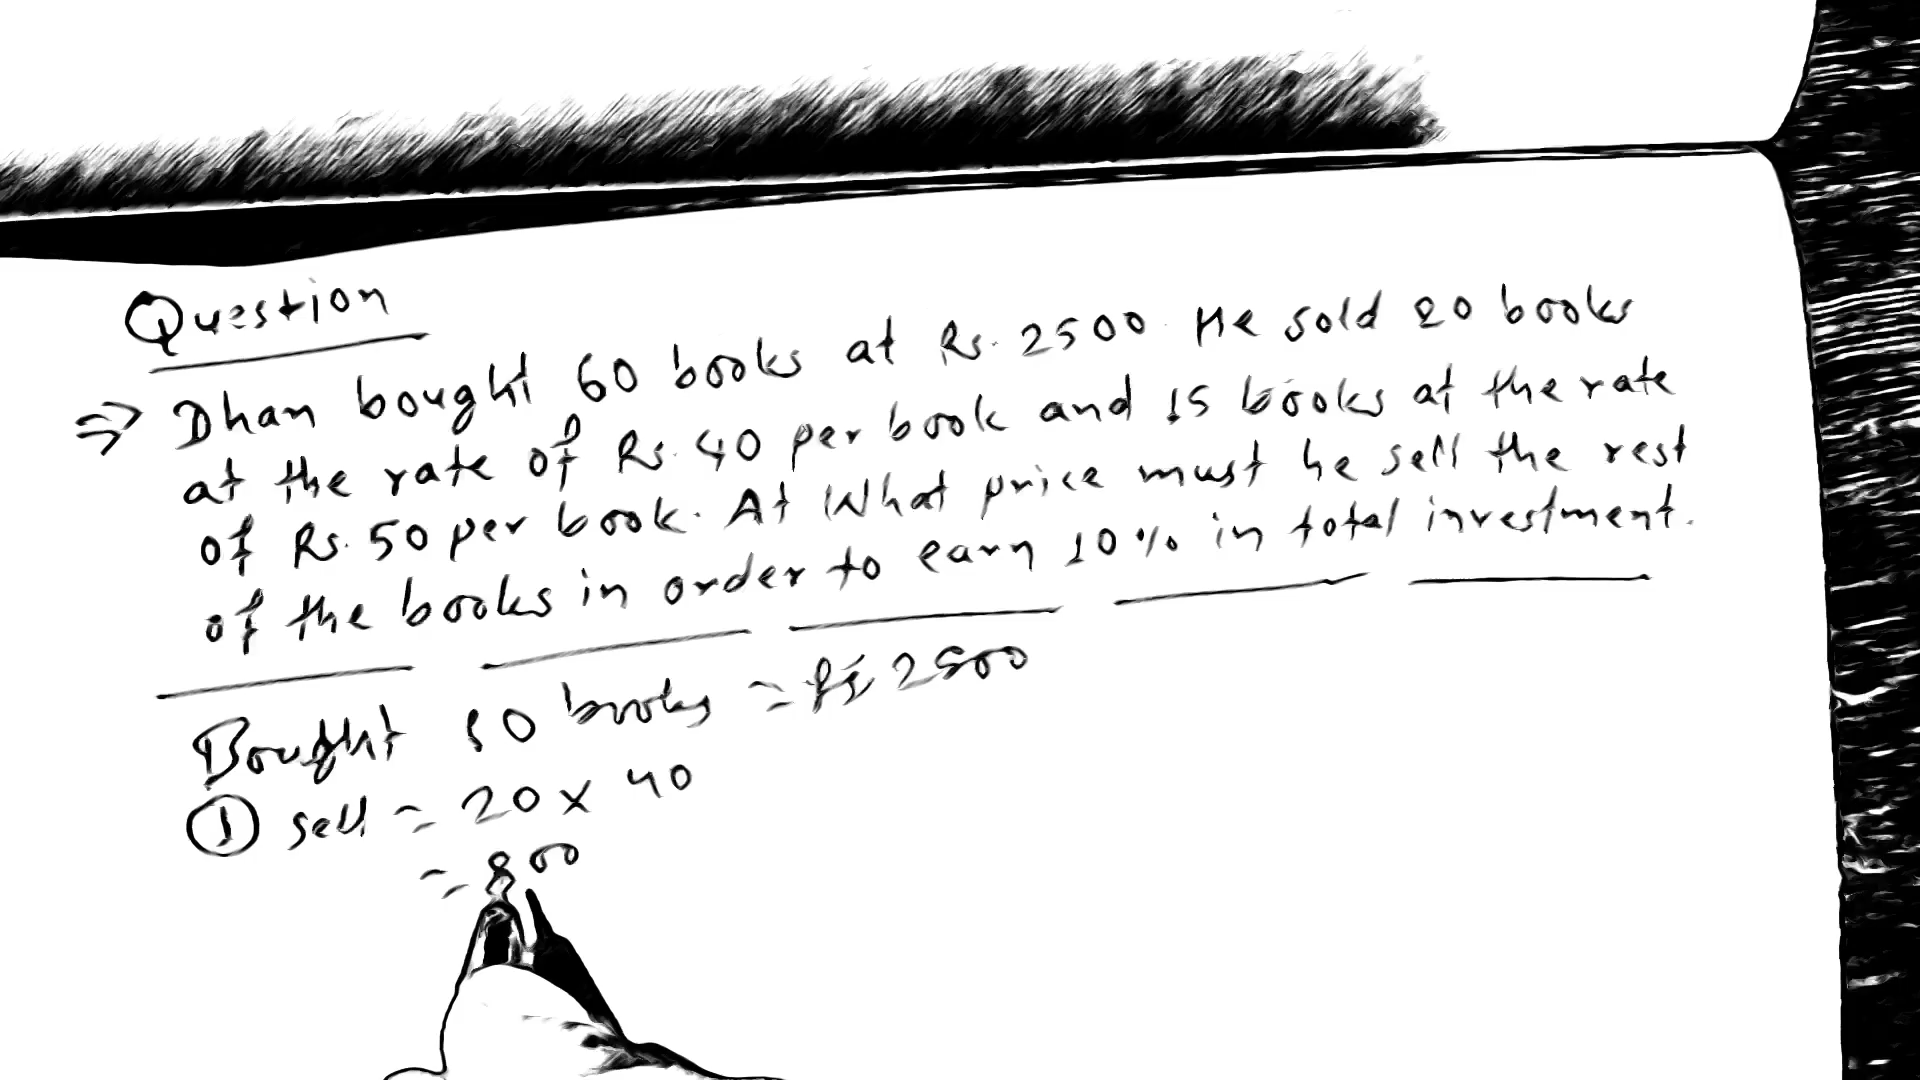 Question
⇒ Dhan bought 60 books at Rs. 2500. He sold 20 books
at the rate of Rs. 40 per book and 15 books at the rate
of Rs. 50 per book. At What price must he sell the rest
of the books in order to earn 10% in total investment.
Bought 60 books = Rs 2500
① sell = 20 x 40
= 800